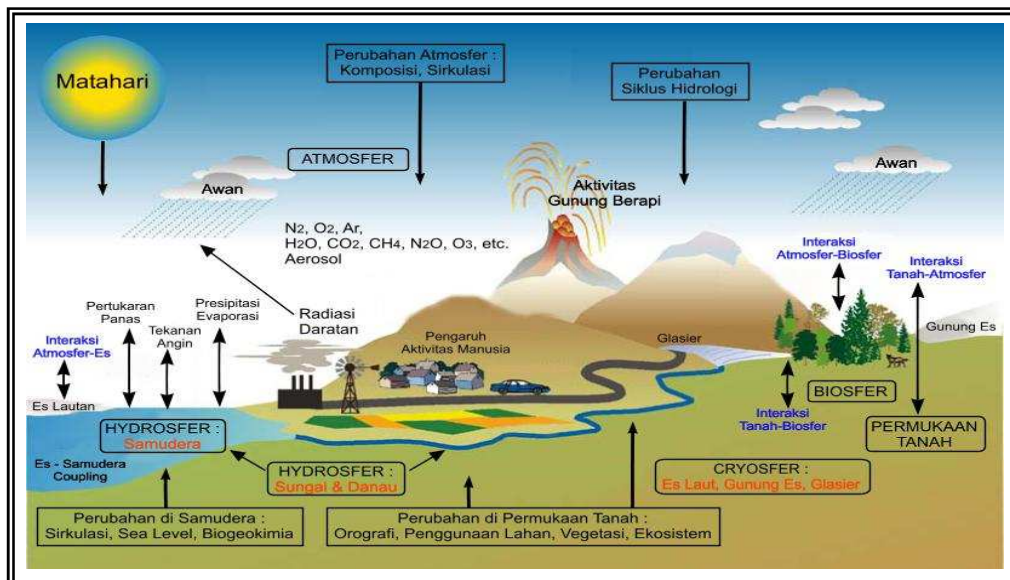 Matahari
Perubahan Atmosfer :
Komposisi, Sirkulasi
Perubahan
Siklus Hidrologi
ATMOSFER
Awan
Awan
Aktivitas
Gunung Berapi
N2, O2, Ar,
H2O, CO2, CH4, N2O, O3, etc.
Aerosol
Interaksi
Atmosfer-Biosfer
Interaksi
Tanah-Atmosfer
Pertukaran
Panas
Presipitasi
Evaporasi
Radiasi
Daratan
Tekanan
Angin
Interaksi
Atmosfer-Es
Pengaruh
Aktivitas Manusia
Glasier
Gunung Es
Es Lautan
BIOSFER
HYDROSFER :
Samudera
Interaksi
Tanah-Biosfer
PERMUKAAN
TANAH
Es - Samudera
Coupling
HYDROSFER :
Sungai & Danau
CRYOSFER :
Es Laut, Gunung Es, Glasier
Perubahan di Samudera :
Sirkulasi, Sea Level, Biogeokimia
Perubahan di Permukaan Tanah :
Orografi, Penggunaan Lahan, Vegetasi, Ekosistem